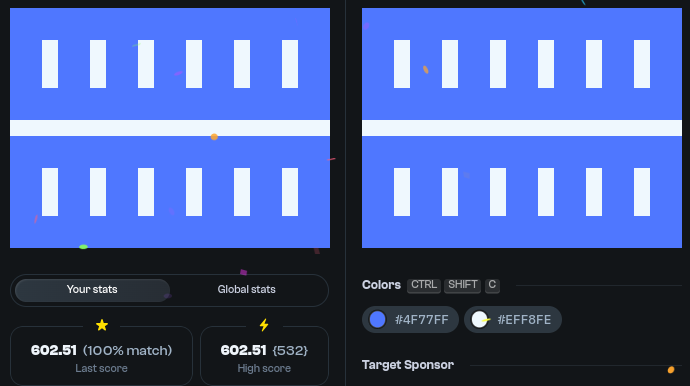 Your stats
Global stats
602.51 (100% match)
Last score
602.51 {532}
High score
Colors CTRL SHIFT C
#4F77FF
#EFF8FE
Target Sponsor